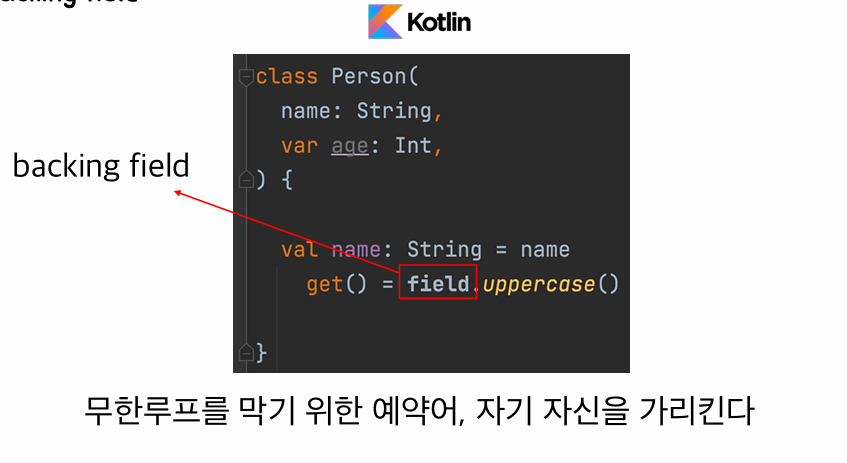 backing field
Kotlin
class Person(
name: String,
var age: Int,
) {
backing field
val name: String = name
get() = field.uppercase()
}
무한루프를 막기 위한 예약어, 자기 자신을 가리킨다